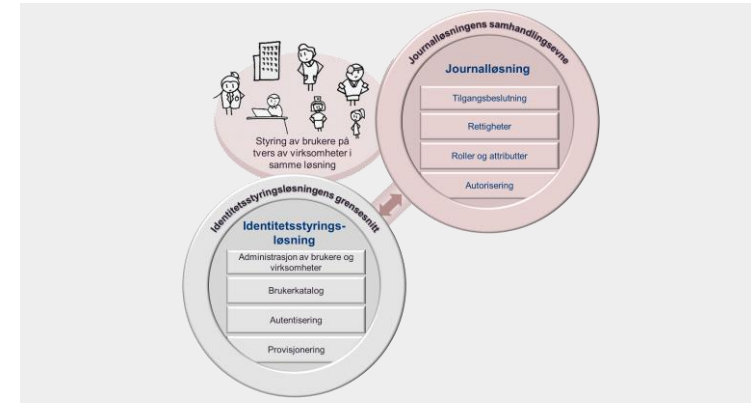 Journalløsningens samhandlingsevne
Journalløsning
Tilgangsbeslutning
Rettigheter
Roller og attributter
Autorisering
Styring av brukere på
tvers av virksomheter i
samme løsning
Identitetsstyringsløsningens grensesnitt
Identitetsstyrings-
løsning
Administrasjon av brukere og
virksomheter
Brukerkatalog
Autentisering
Provisjonering